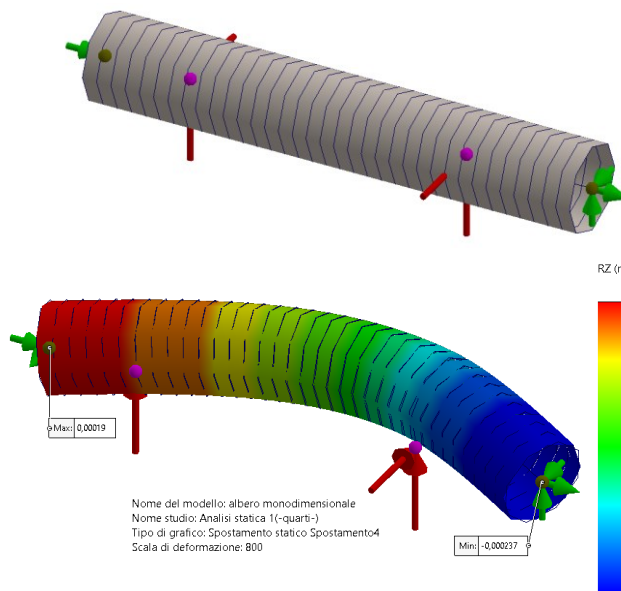 RZ (r
Max: 0,00019
Nome del modello: albero monodimensionale
Nome studio: Analisi statica 1(-quarti-)
Tipo di grafico: Spostamento statico Spostamento4
Scala di deformazione: 800
Min: -0,000237